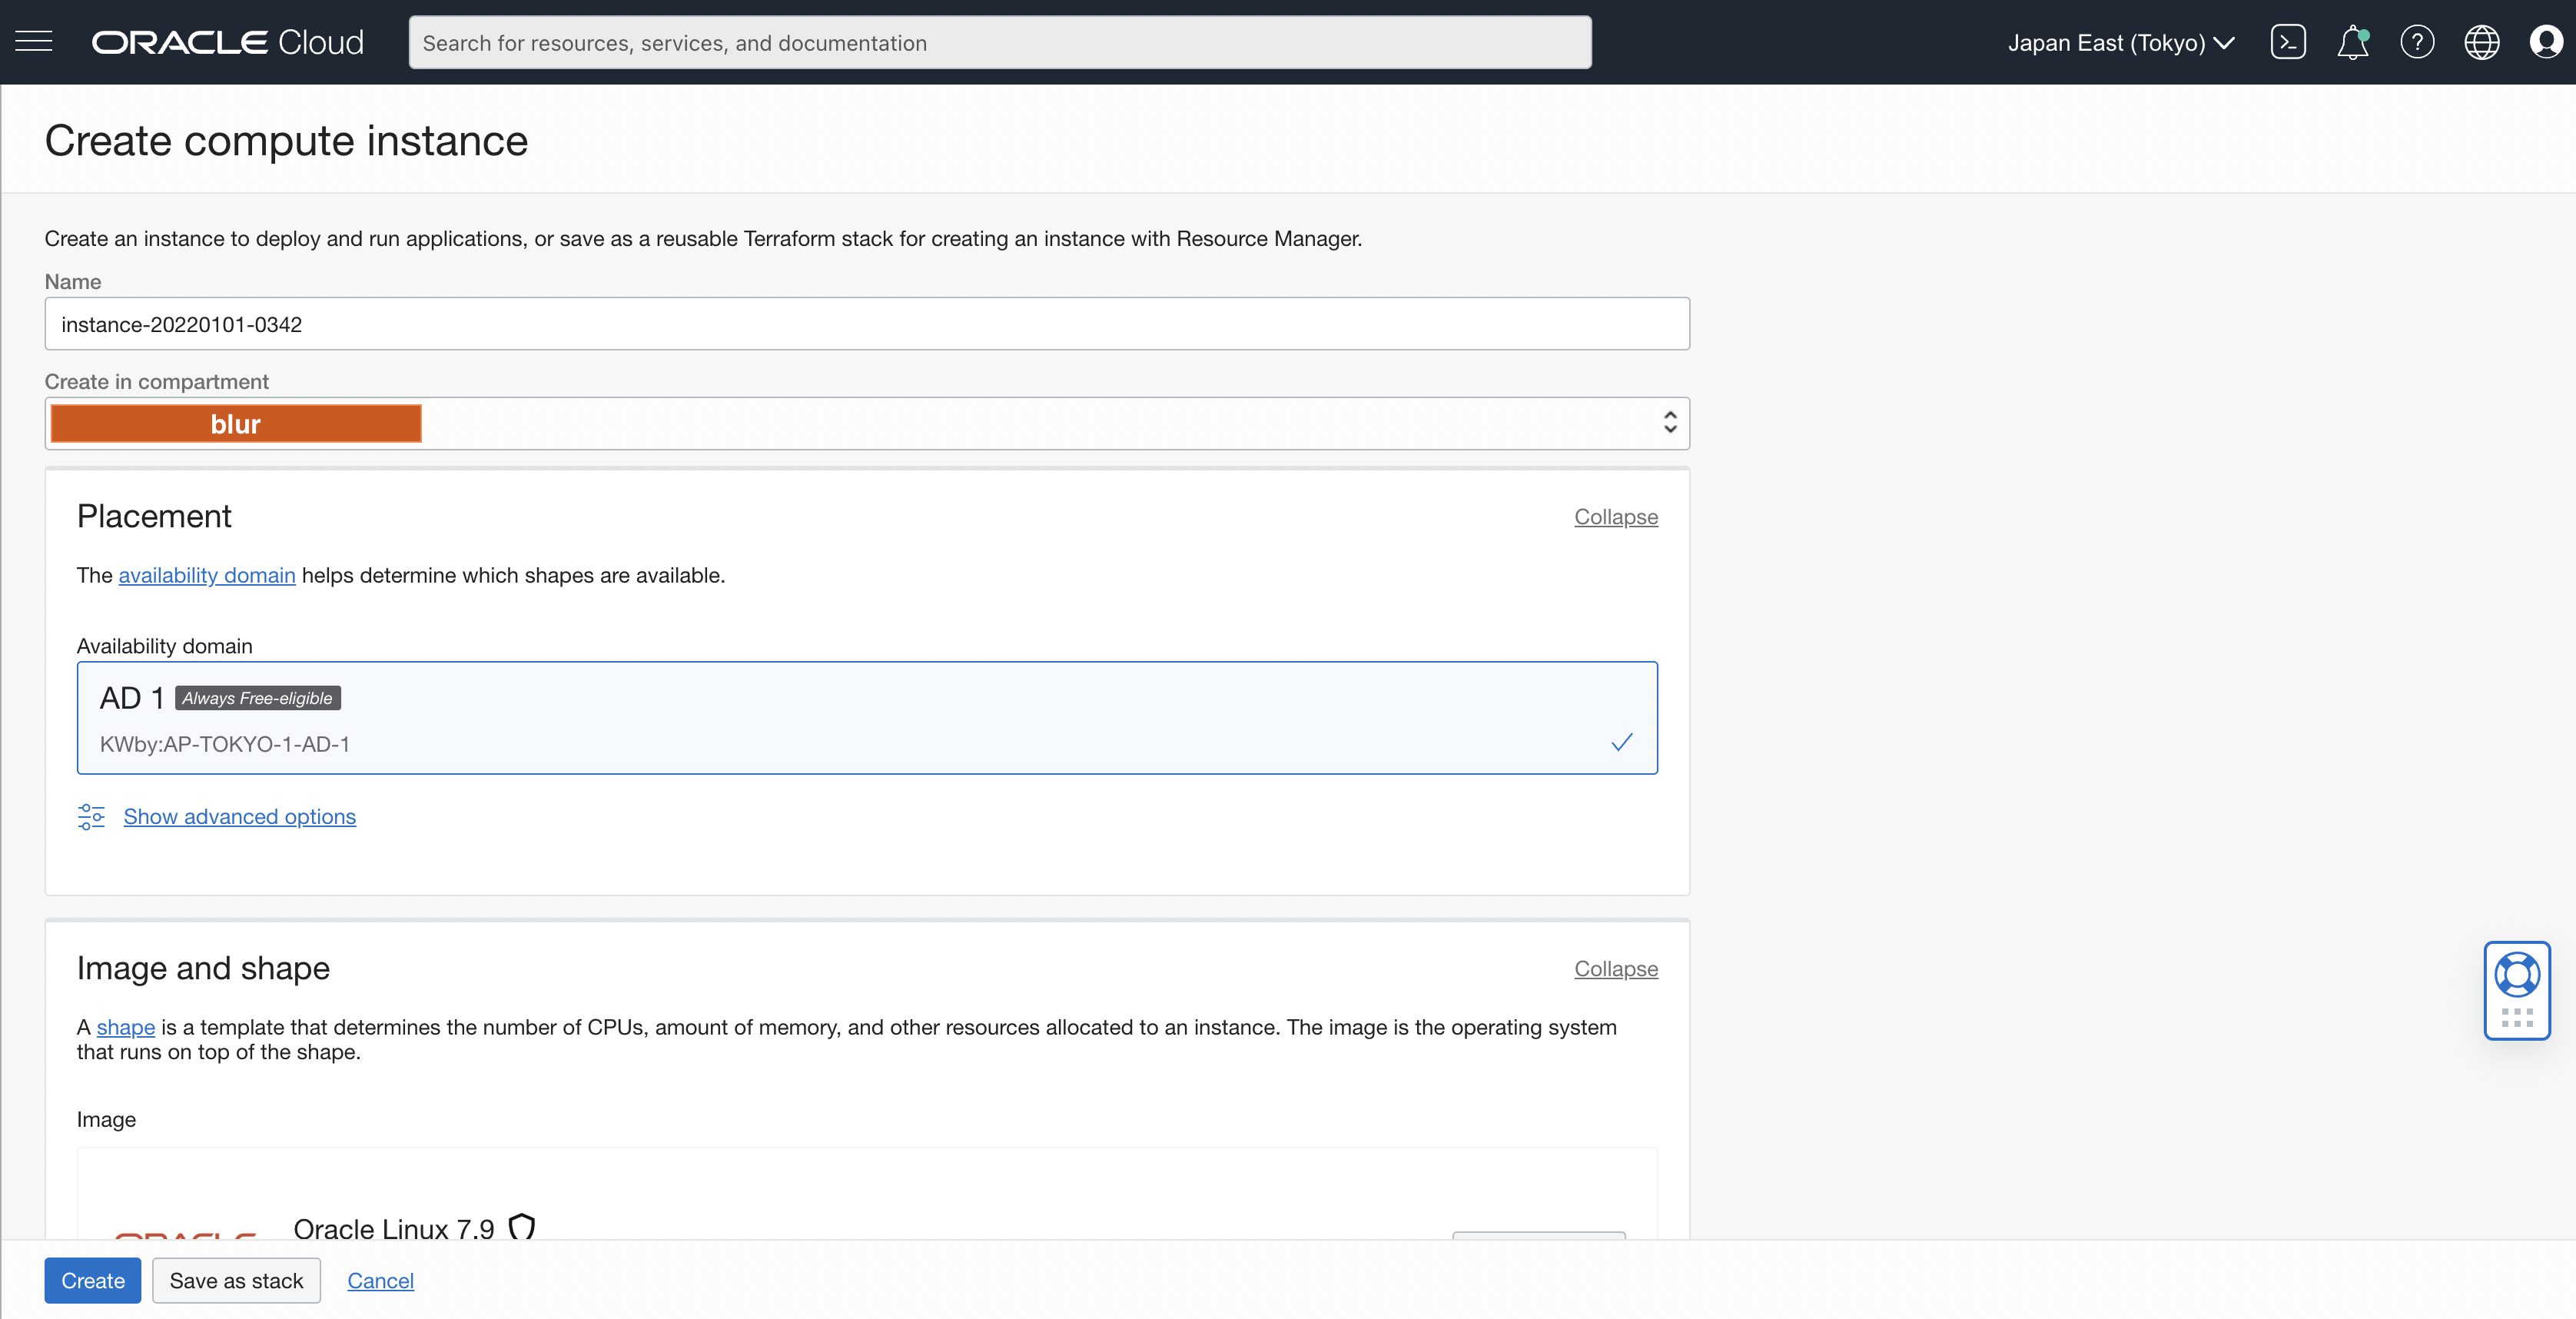 ORACLE Cloud
Search for resources, services, and documentation
Japan East (Tokyo)
Create compute instance
Create an instance to deploy and run applications, or save as a reusable Terraform stack for creating an instance with Resource Manager.
Name
instance-20220101-0342
Create in compartment
blur
Placement
Collapse
The availability domain helps determine which shapes are available.
Availability domain
AD 1 Always Free-eligible
KWby:AP-TOKYO-1-AD-1
Show advanced options
Image and shape
Collapse
A shape is a template that determines the number of CPUs, amount of memory, and other resources allocated to an instance. The image is the operating system
that runs on top of the shape.
Image
ORACLE
Oracle Linux 7.9
Create
Save as stack
Cancel